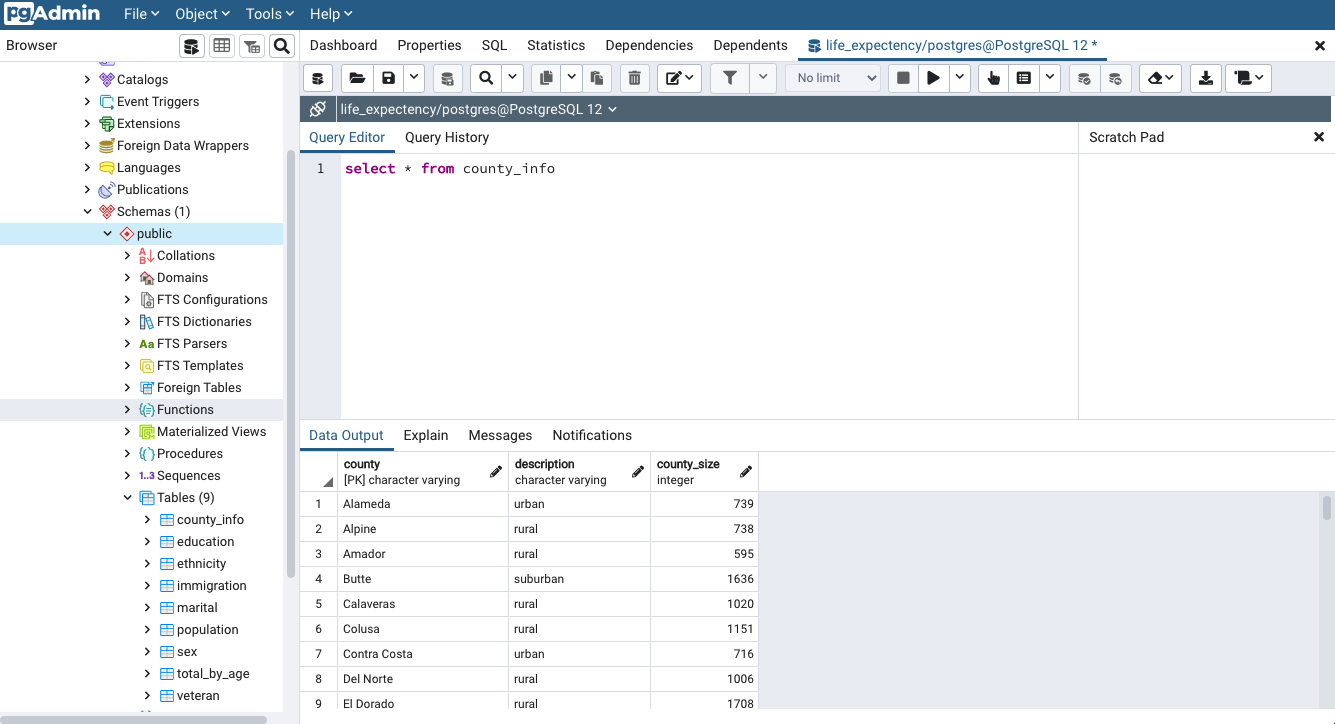 pgAdmin File Object Tools Help
Browser
Dashboard Properties SQL Statistics Dependencies Dependents life_expectency/postgres@PostgreSQL 12 *
No limit
life_expectency/postgres@PostgreSQL 12
Query Editor Query History
Scratch Pad
1 select * from county_info
Catalogs
Event Triggers
Extensions
Foreign Data Wrappers
Languages
Publications
Schemas (1)
public
Collations
Domains
FTS Configurations
FTS Dictionaries
Aa FTS Parsers
FTS Templates
Foreign Tables
Functions
Materialized Views
Procedures
1..3 Sequences
Tables (9)
county_info
education
ethnicity
immigration
marital
population
sex
total_by_age
veteran
Data Output Explain Messages Notifications
county description county_size
[PK] character varying character varying integer
1 Alameda urban 739
2 Alpine rural 738
3 Amador rural 595
4 Butte suburban 1636
5 Calaveras rural 1020
6 Colusa rural 1151
7 Contra Costa urban 716
8 Del Norte rural 1006
9 El Dorado rural 1708